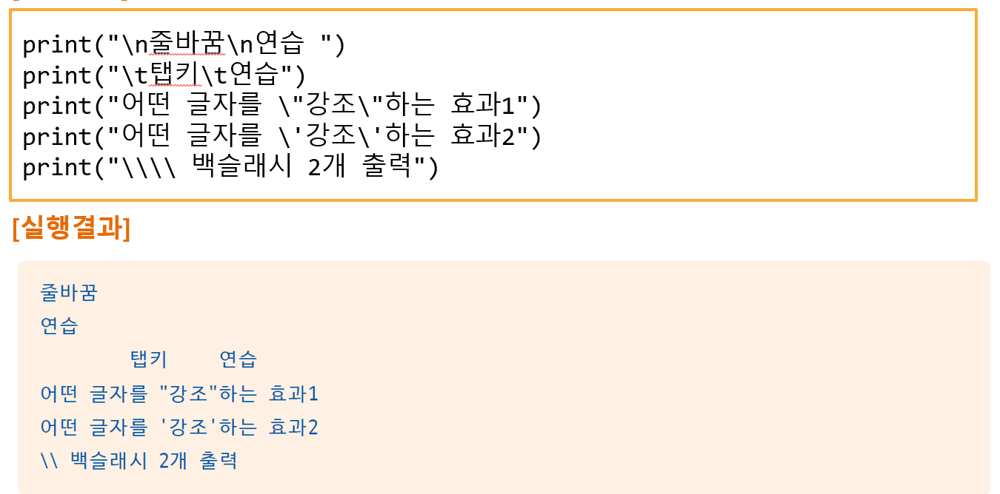 print("\n줄바꿈\n연습 ")
print("\t탭키\t연습")
print("어떤 글자를 \"강조\"하는 효과1")
print("어떤 글자를 \'강조\'하는 효과2")
print("\\\\ 백슬래시 2개 출력")
[실행결과]
줄바꿈
연습
	탭키	연습
어떤 글자를 "강조"하는 효과1
어떤 글자를 '강조'하는 효과2
\\ 백슬래시 2개 출력